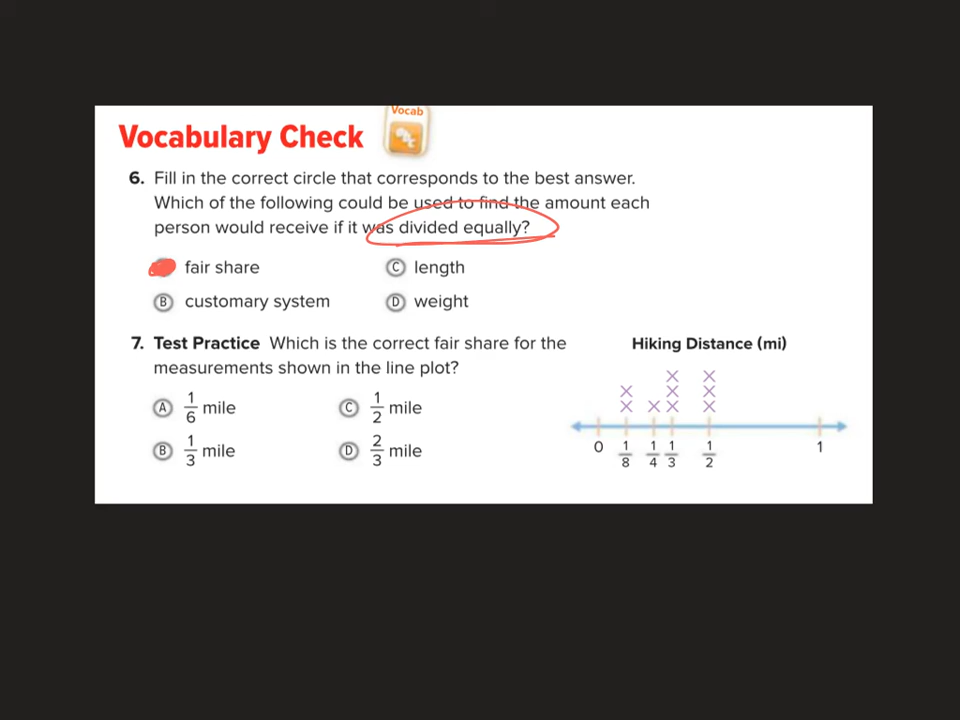 Vocab
Vocabulary Check
6. Fill in the correct circle that corresponds to the best answer.
Which of the following could be used to find the amount each
person would receive if it was divided equally?
fair share
C length
B customary system
D weight
7. Test Practice Which is the correct fair share for the
measurements shown in the line plot?
A 1/6 mile
C 1/2 mile
B 1/3 mile
D 2/3 mile
Hiking Distance (mi)
0 1/8 1/4 1/3 1/2 1